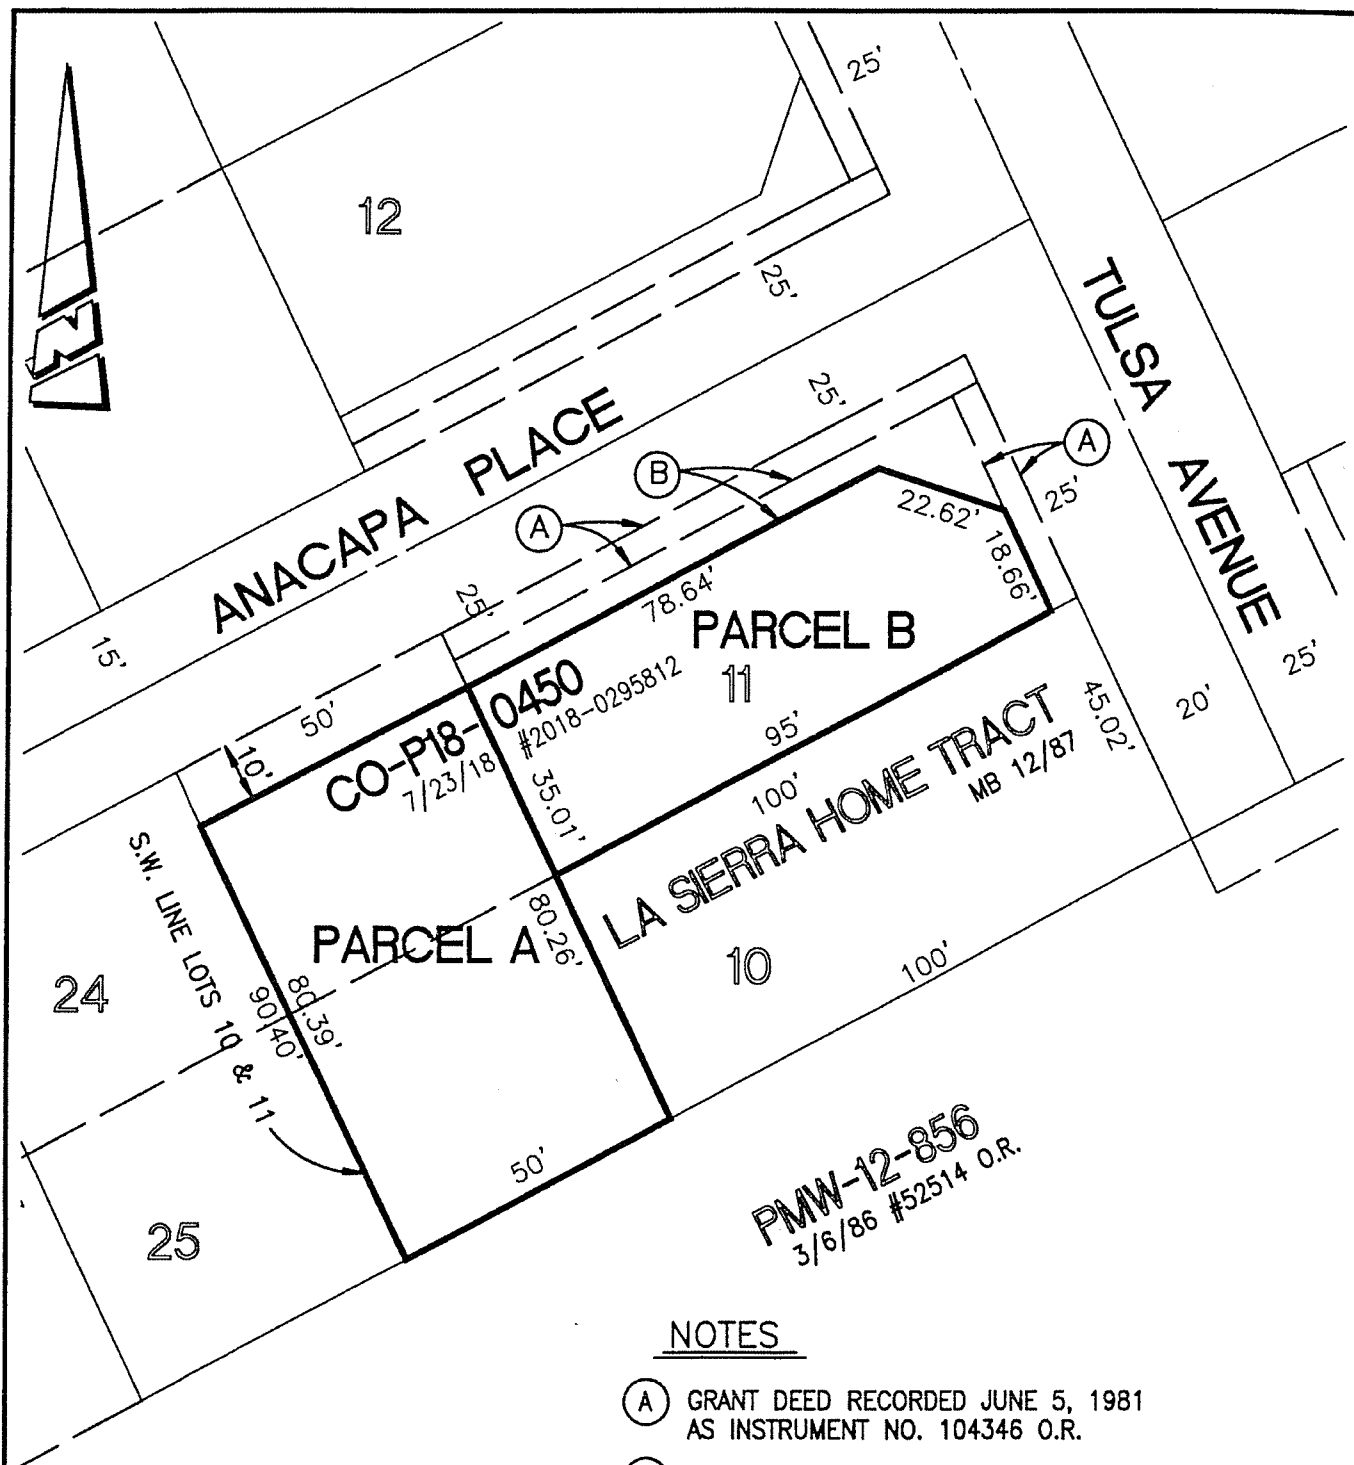 25'
12
N
25'
TULSA AVENUE
25'
ANACAPA PLACE
B
A
A
25'
22.62'
18.66'
15'
25'
78.64'
PARCEL B
11
25'
50'
10'
CO-P18-0450
7/23/18
#2018-0295812
95'
35.01'
100'
45.02'
20'
LA SIERRA HOME TRACT
MB 12/87
S.W. LINE LOTS 10 & 11
PARCEL A
80.26'
10
100'
24
80.39'
90.40'
25
50'
PMW-12-856
3/6/86 #52514 O.R.
NOTES
A GRANT DEED RECORDED JUNE 5, 1981
AS INSTRUMENT NO. 104346 O.R.